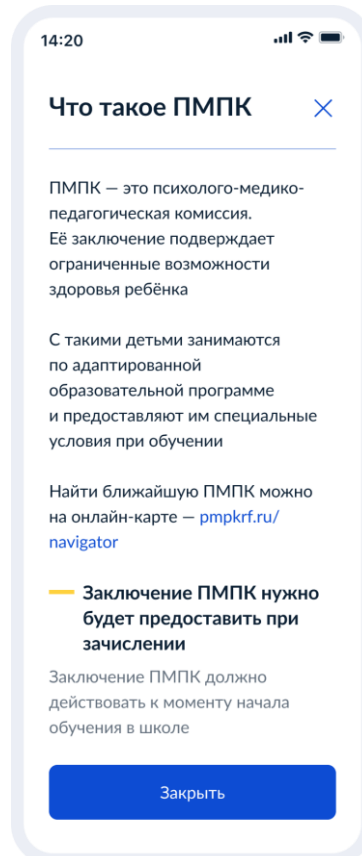 14:20
Что такое ПМПК
ПМПК — это психолого-медико-
педагогическая комиссия.
Её заключение подтверждает
ограниченные возможности
здоровья ребёнка
С такими детьми занимаются
по адаптированной
образовательной программе
и предоставляют им специальные
условия при обучении
Найти ближайшую ПМПК можно
на онлайн-карте — pmpkrf.ru/
navigator
Заключение ПМПК нужно
будет предоставить при
зачислении
Заключение ПМПК должно
действовать к моменту начала
обучения в школе
Закрыть